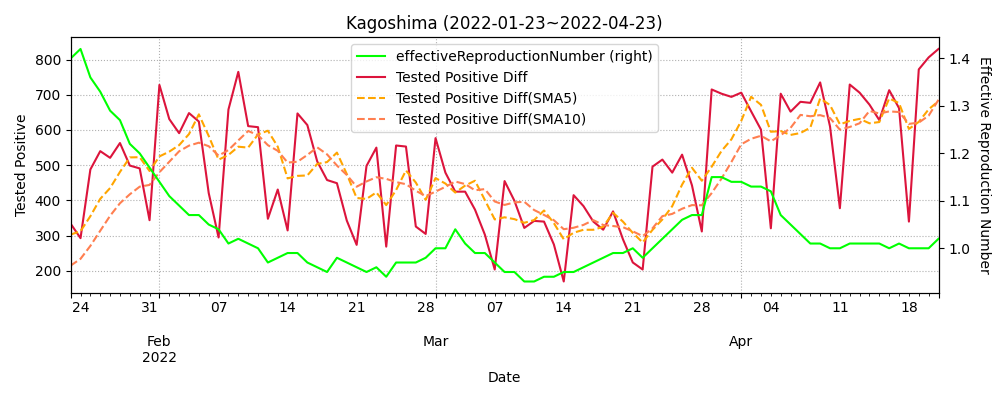 Kagoshima (2022-01-23~2022-04-23)
effectiveReproductionNumber (right)
Tested Positive Diff
Tested Positive Diff(SMA5)
Tested Positive Diff(SMA10)
Tested Positive
800
700
600
500
400
300
200
Effective Reproduction Number
1.4
1.3
1.2
1.1
1.0
24 31 07 14 21 28 07 14 21 28 04 11 18
Feb Mar Apr
2022
Date